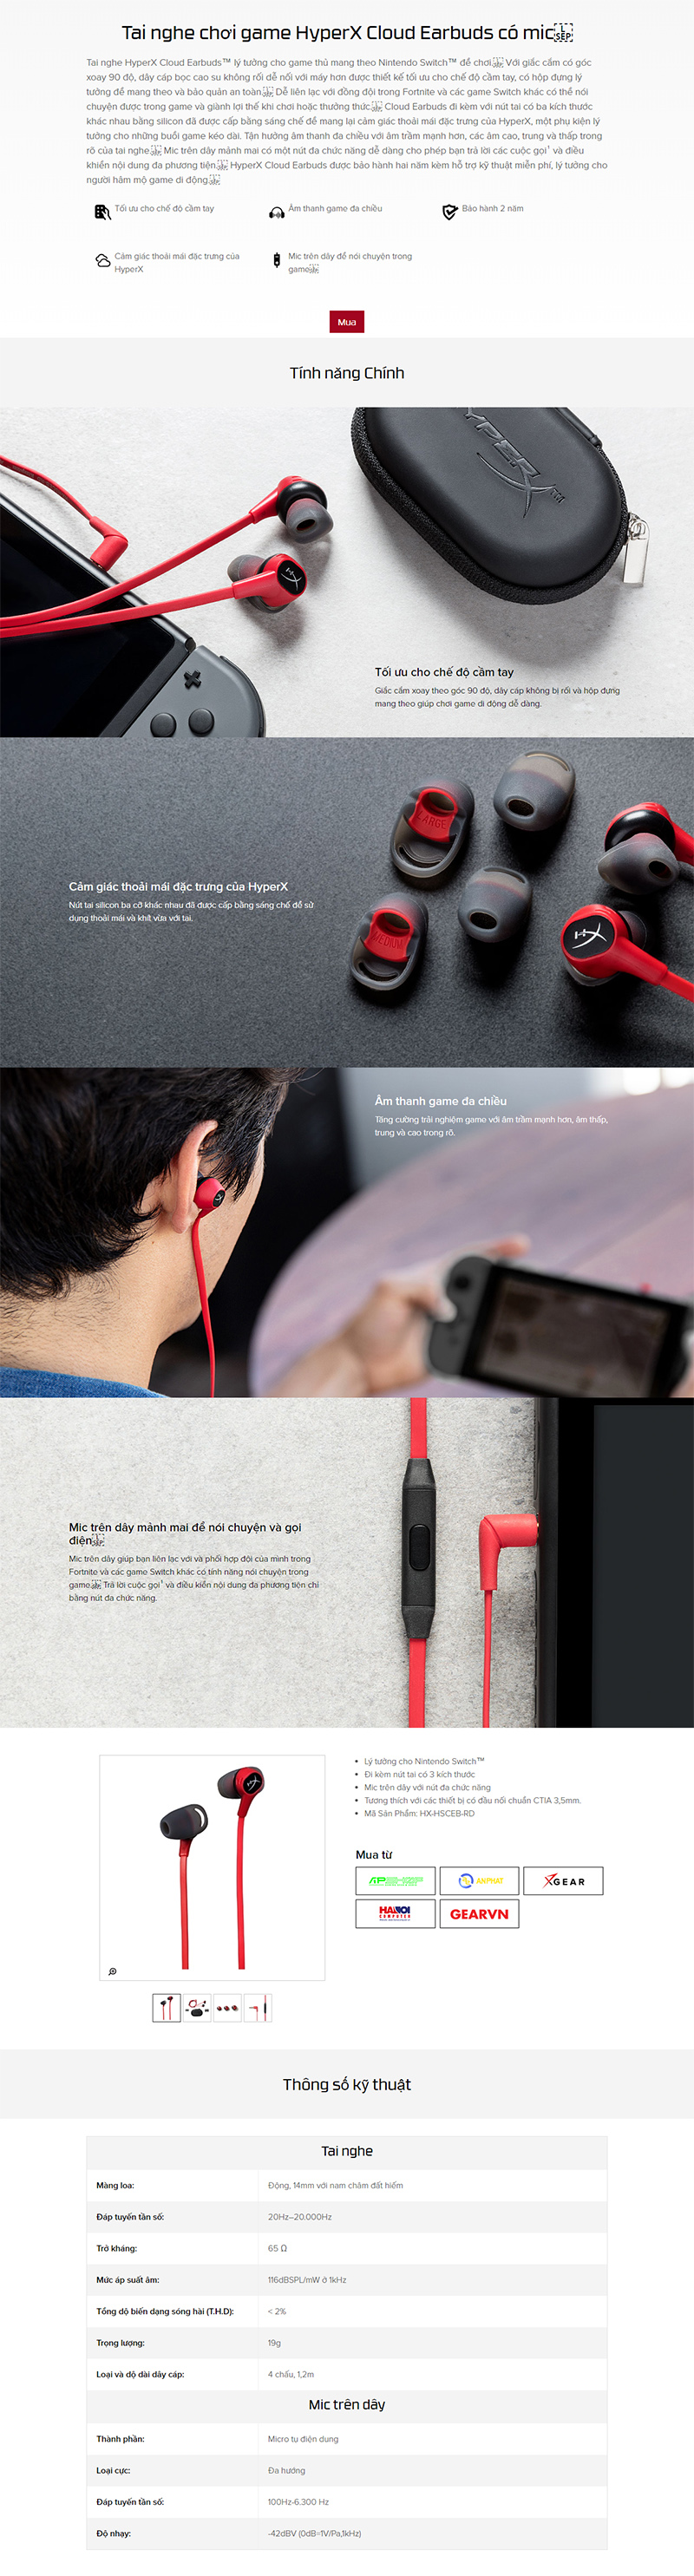 Tai nghe chơi game HyperX Cloud Earbuds có mic
Tai nghe HyperX Cloud Earbuds™ lý tưởng cho game thủ mang theo Nintendo Switch™ để chơi. Với giắc cắm có góc
xoay 90 độ, dây cáp bọc cao su không rối dễ nối với máy hơn được thiết kế tối ưu cho chế độ cầm tay, có hộp đựng lý
tưởng để mang theo và bảo quản an toàn. Dễ liên lạc với đồng đội trong Fortnite và các game Switch khác có thể nói
chuyện được trong game và giành lợi thế khi chơi hoặc thưởng thức. Cloud Earbuds đi kèm với nút tai có ba kích thước
khác nhau bằng silicon đã được cấp bằng sáng chế để mang lại cảm giác thoải mái đặc trưng của HyperX, một phụ kiện lý
tưởng cho những buổi game kéo dài. Tận hưởng âm thanh đa chiều với âm trầm mạnh hơn, các âm cao, trung và thấp trong
rõ của tai nghe. Mic trên dây mảnh mai có một nút đa chức năng dễ dàng cho phép bạn trả lời các cuộc gọi¹ và điều
khiển nội dung đa phương tiện. HyperX Cloud Earbuds được bảo hành hai năm kèm hỗ trợ kỹ thuật miễn phí, lý tưởng cho
người hâm mộ game di động.
Tối ưu cho chế độ cầm tay
Âm thanh game đa chiều
Bảo hành 2 năm
Cảm giác thoải mái đặc trưng của
HyperX
Mic trên dây để nói chuyện trong
game
Mua
Tính năng Chính
HYPERX™
Tối ưu cho chế độ cầm tay
Giắc cắm xoay theo góc 90 độ, dây cáp không bị rối và hộp đựng
mang theo giúp chơi game di động dễ dàng.
LARGE
MEDIUM
Cảm giác thoải mái đặc trưng của HyperX
Nút tai silicon ba cỡ khác nhau đã được cấp bằng sáng chế để sử
dụng thoải mái và khít vừa với tai.
Âm thanh game đa chiều
Tăng cường trải nghiệm game với âm trầm mạnh hơn, âm thấp,
trung và cao trong rõ.
Mic trên dây mảnh mai để nói chuyện và gọi
điện
Mic trên dây giúp bạn liên lạc với và phối hợp đội của mình trong
Fortnite và các game Switch khác có tính năng nói chuyện trong
game. Trả lời cuộc gọi¹ và điều kiển nội dung đa phương tiện chỉ
bằng nút đa chức năng.
Lý tưởng cho Nintendo Switch™
Đi kèm nút tai có 3 kích thước
Mic trên dây với nút đa chức năng
Tương thích với các thiết bị có đầu nối chuẩn CTIA 3,5mm.
Mã Sản Phẩm: HX-HSCEB-RD
Mua từ
ANPHAT
XGEAR
HANOI
COMPUTER
GEARVN
Thông số kỹ thuật
Tai nghe
Màng loa: Động, 14mm với nam châm đất hiếm
Đáp tuyến tần số: 20Hz–20.000Hz
Trở kháng: 65 Ω
Mức áp suất âm: 116dBSPL/mW ở 1kHz
Tổng độ biến dạng sóng hài (T.H.D): < 2%
Trọng lượng: 19g
Loại và độ dài dây cáp: 4 chấu, 1,2m
Mic trên dây
Thành phần: Micro tụ điện dung
Loại cực: Đa hướng
Đáp tuyến tần số: 100Hz-6.300 Hz
Độ nhạy: -42dBV (0dB=1V/Pa,1kHz)